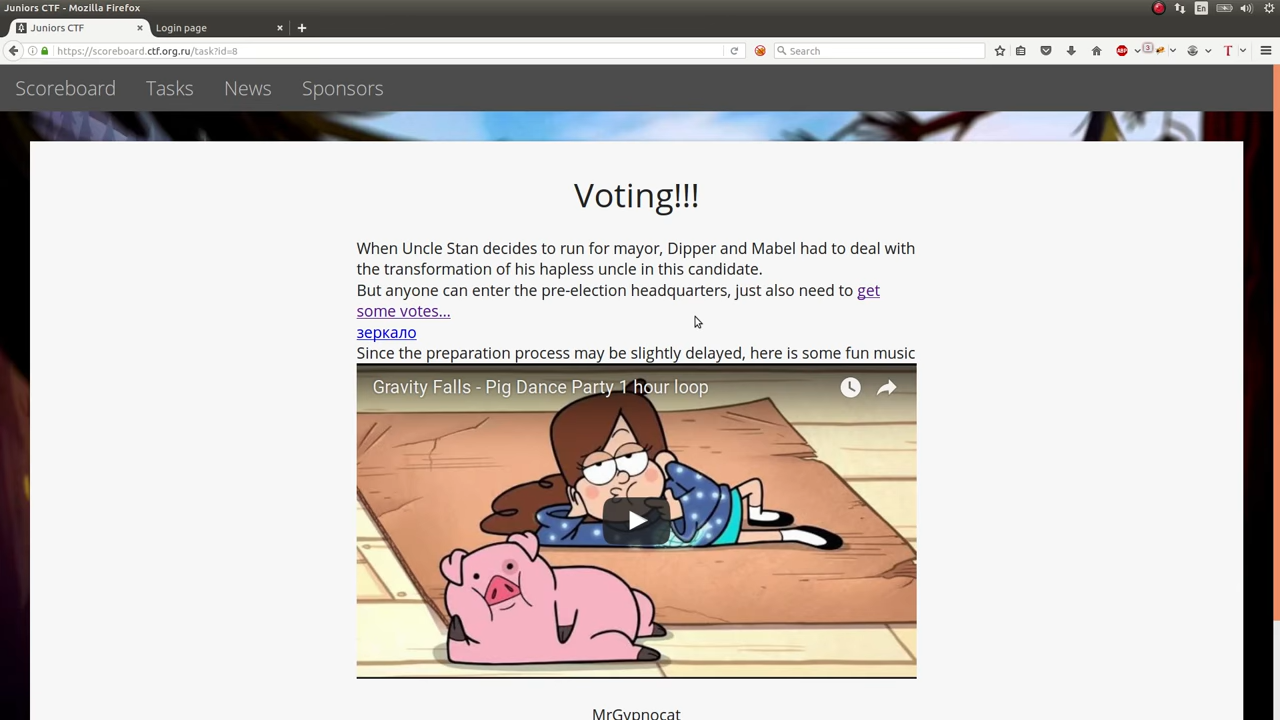 Juniors CTF - Mozilla Firefox
En
Juniors CTF
Login page
https://scoreboard.ctf.org.ru/task?id=8
Search
ABP
3
T
Scoreboard
Tasks
News
Sponsors
Voting!!!
When Uncle Stan decides to run for mayor, Dipper and Mabel had to deal with
the transformation of his hapless uncle in this candidate.
But anyone can enter the pre-election headquarters, just also need to get
some votes...
зеркало
Since the preparation process may be slightly delayed, here is some fun music
Gravity Falls - Pig Dance Party 1 hour loop
MrGypnocat